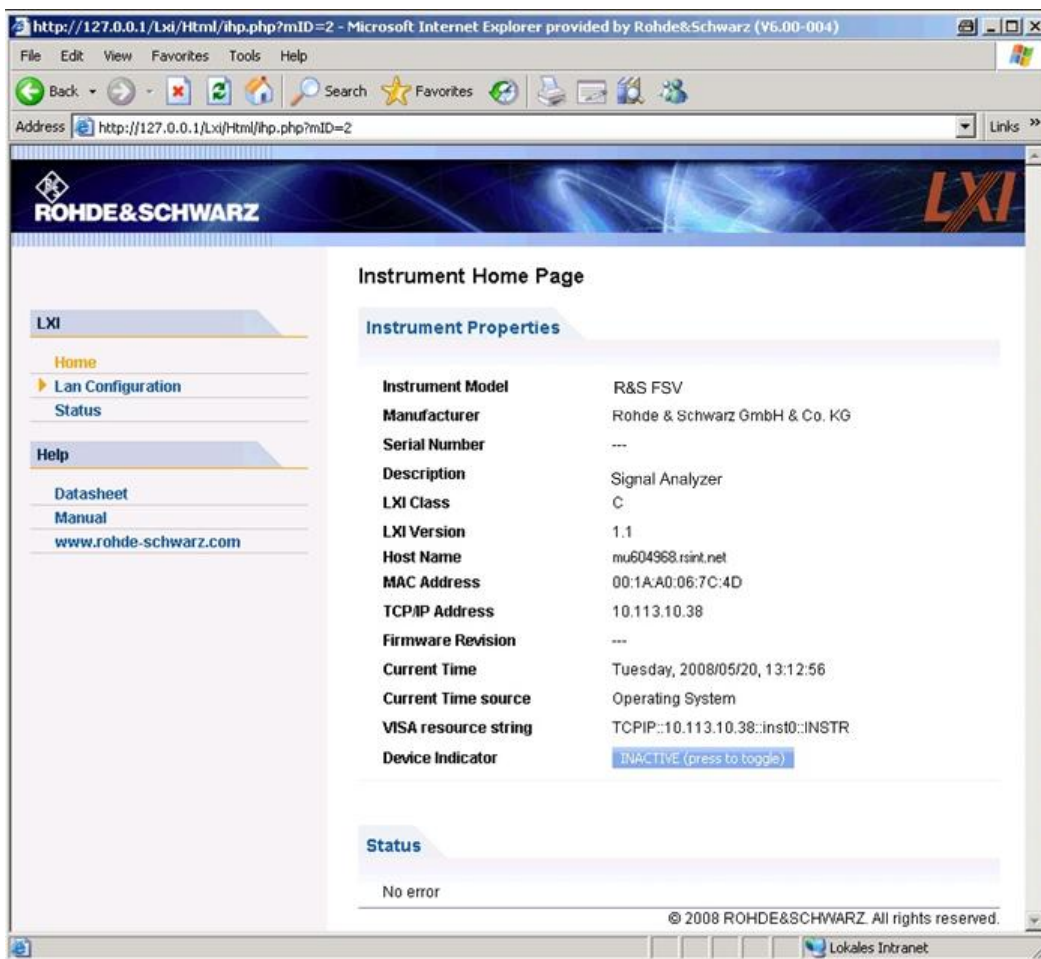 http://127.0.0.1/Lxi/Html/ihp.php?mID=2 - Microsoft Internet Explorer provided by Rohde&Schwarz (V6.00-004)
File Edit View Favorites Tools Help
Back Search Favorites
Address http://127.0.0.1/Lxi/Html/ihp.php?mID=2 Links »
ROHDE&SCHWARZ
LXI
Instrument Home Page
LXI
Home
Lan Configuration
Status
Help
Datasheet
Manual
www.rohde-schwarz.com
Instrument Properties
Instrument Model R&S FSV
Manufacturer Rohde & Schwarz GmbH & Co. KG
Serial Number ---
Description Signal Analyzer
LXI Class C
LXI Version 1.1
Host Name mu604968.rsint.net
MAC Address 00:1A:A0:06:7C:4D
TCP/IP Address 10.113.10.38
Firmware Revision ---
Current Time Tuesday, 2008/05/20, 13:12:56
Current Time source Operating System
VISA resource string TCPIP::10.113.10.38::inst0::INSTR
Device Indicator INACTIVE (press to toggle)
Status
No error
© 2008 ROHDE&SCHWARZ. All rights reserved.
Lokales Intranet